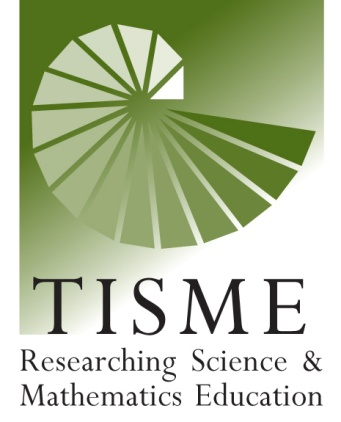 TISME
Researching Science &
Mathematics Education